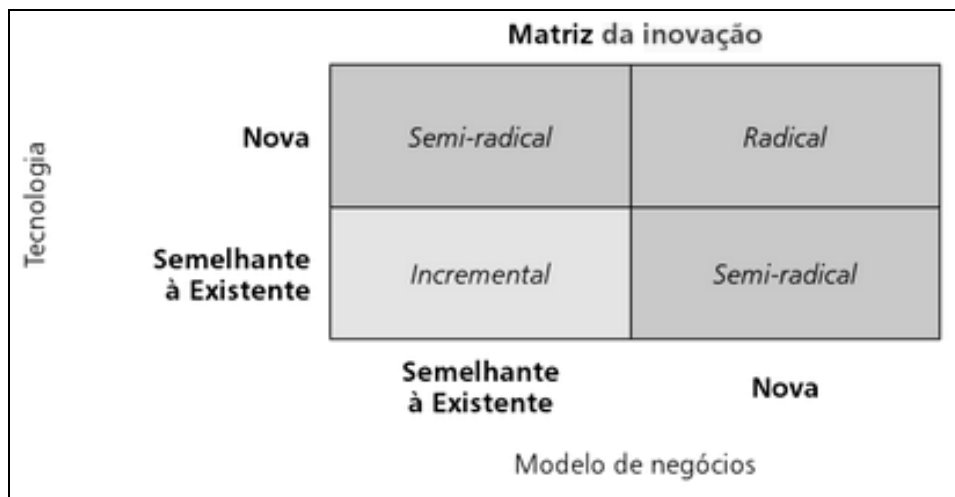 Matriz da inovação
Tecnologia
Nova
Semi-radical
Radical
Semelhante
à Existente
Incremental
Semi-radical
Semelhante
à Existente
Nova
Modelo de negócios